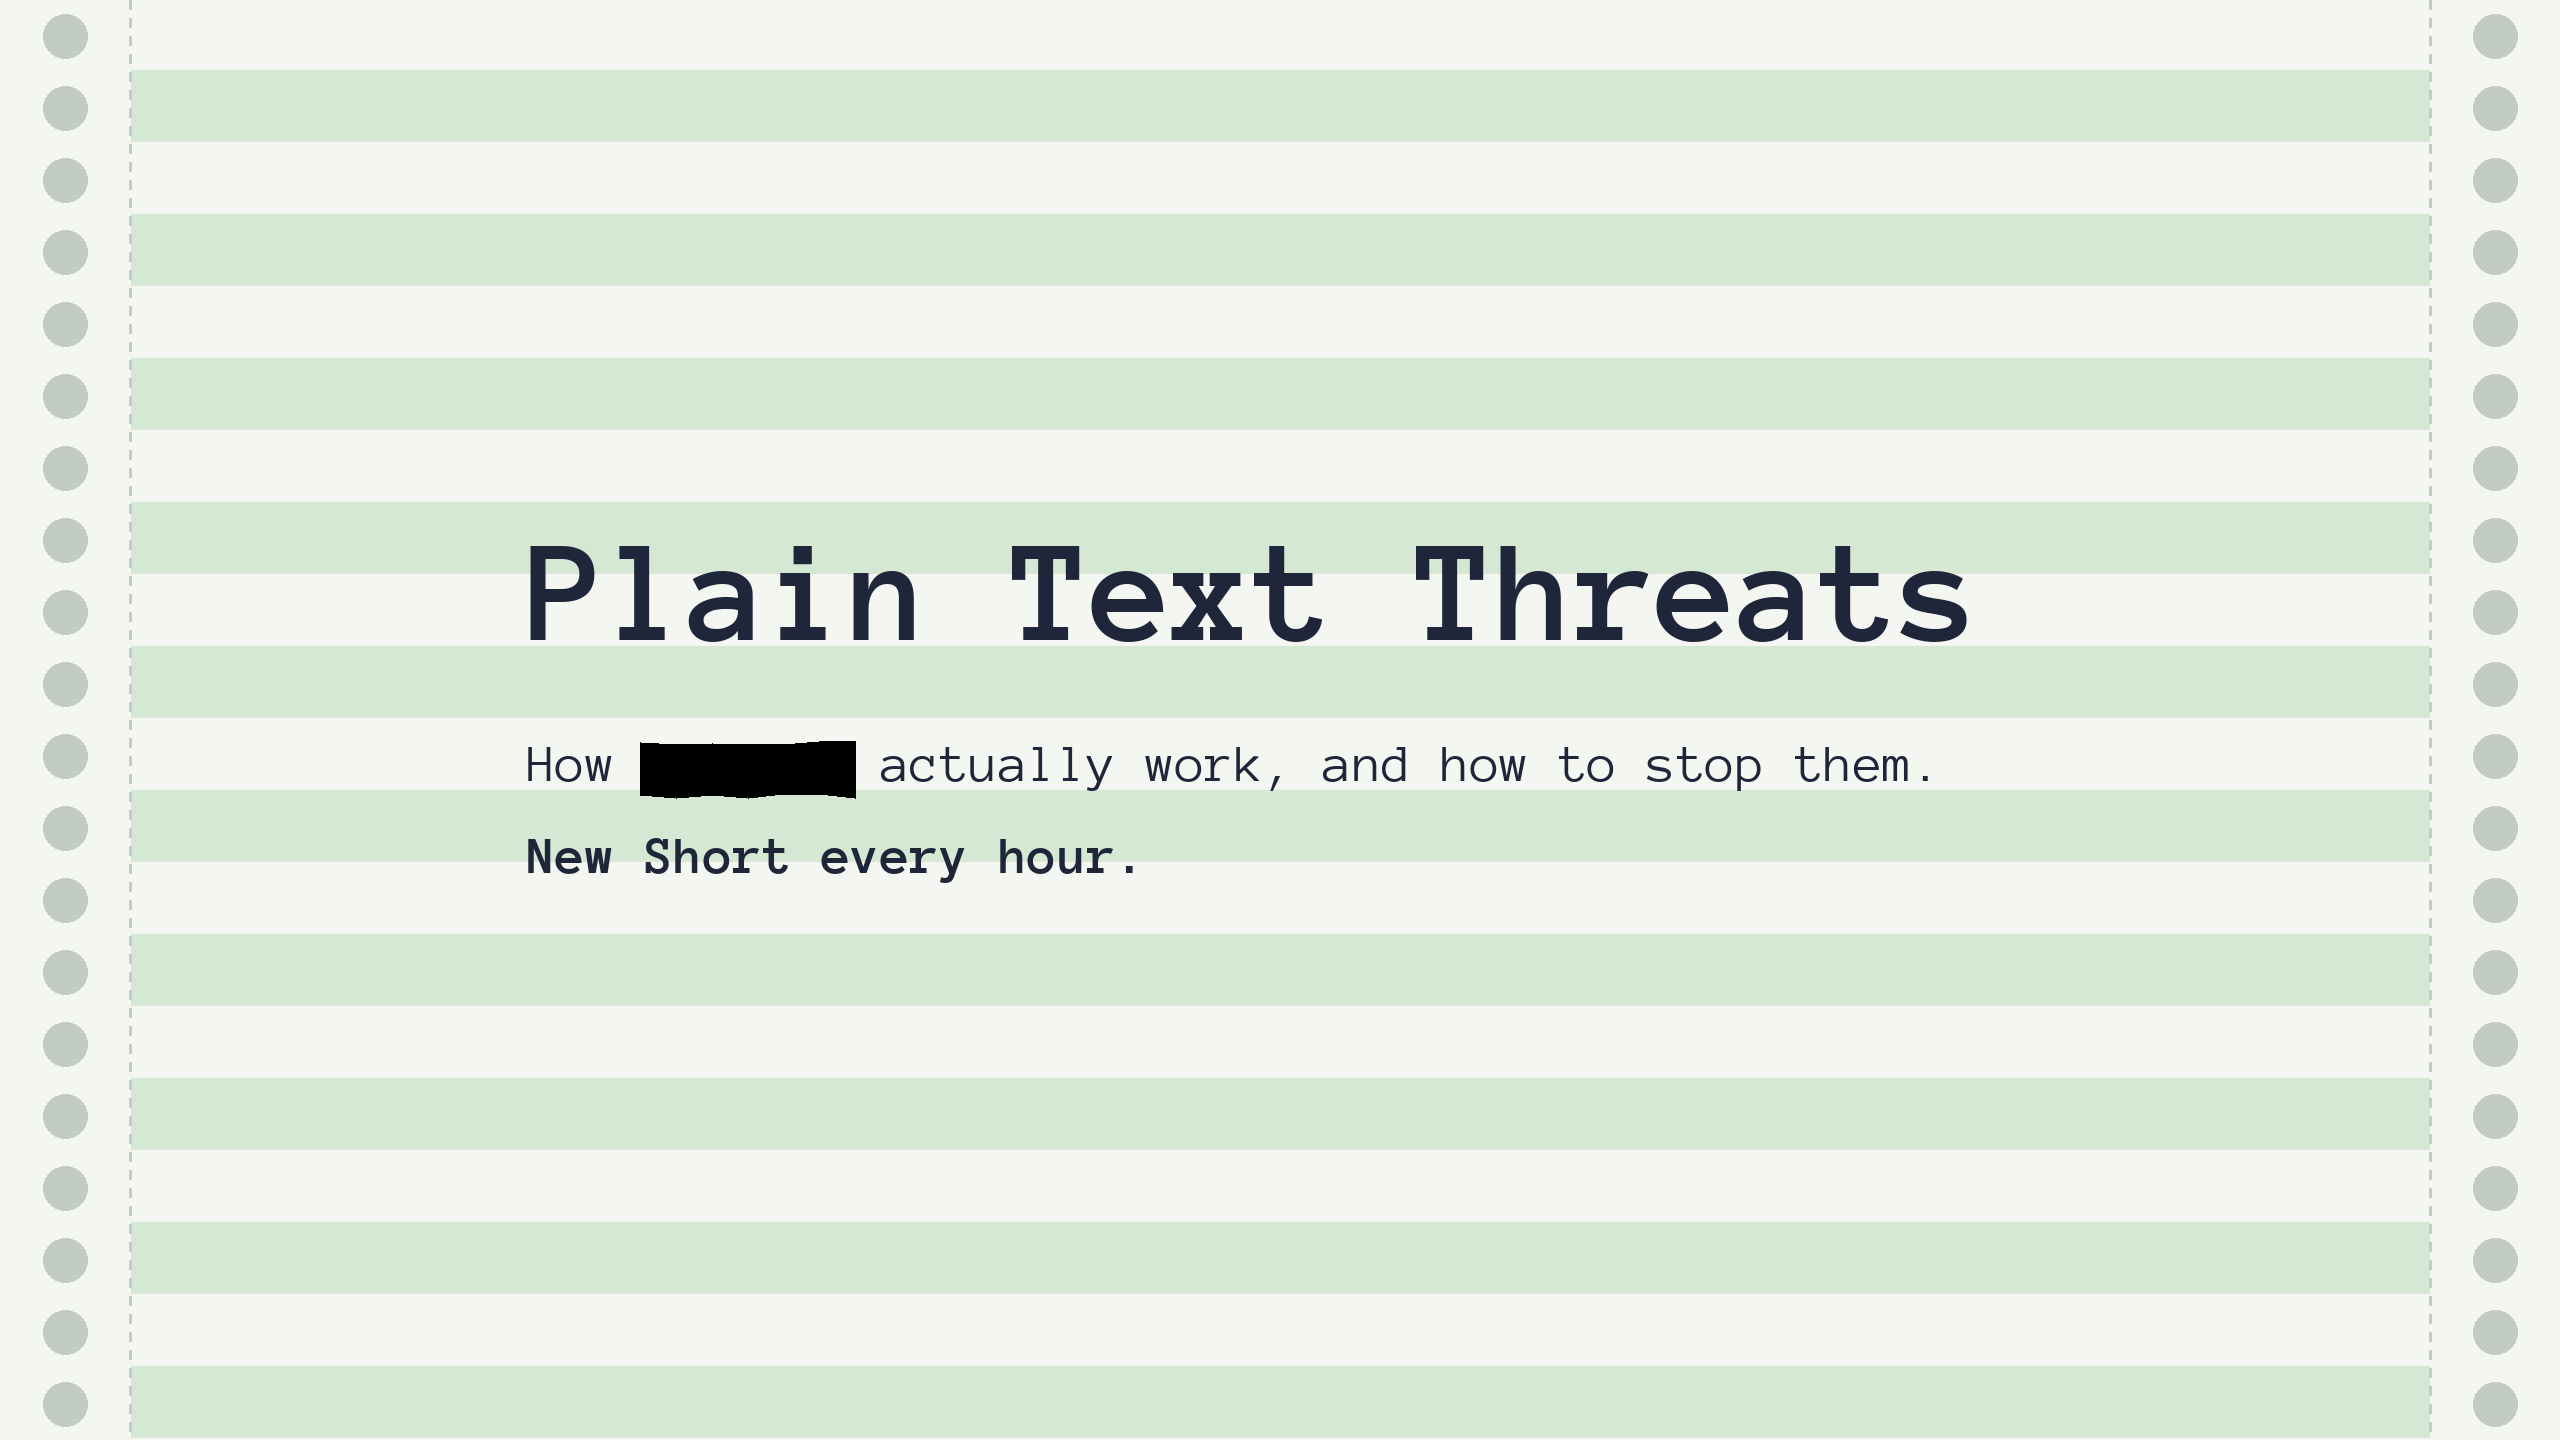 Plain Text Threats
How actually work, and how to stop them.
New Short every hour.